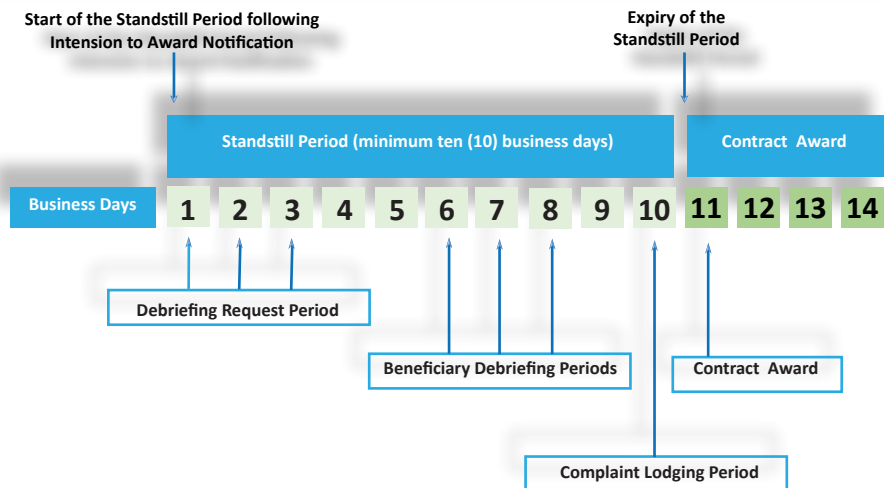 Start of the Standstill Period following
Intension to Award Notification
Expiry of the
Standstill Period
Standstill Period (minimum ten (10) business days)
Contract Award
Business Days
1 2 3 4 5 6 7 8 9 10 11 12 13 14
Debriefing Request Period
Beneficiary Debriefing Periods
Contract Award
Complaint Lodging Period